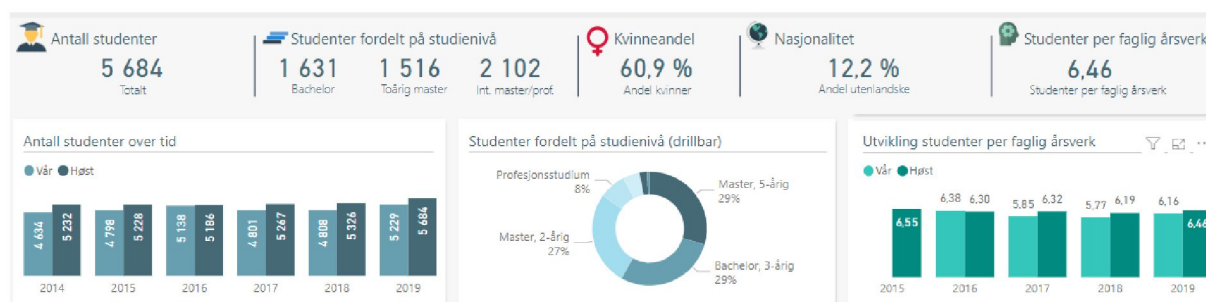 Antall studenter
5 684
Totalt
Studenter fordelt på studienivå
1 631
Bachelor
1 516
Toårig master
2 102
Int. master/prof.
Kvinneandel
60,9 %
Andel kvinner
Nasjonalitet
12,2 %
Andel utenlandske
Studenter per faglig årsverk
6,46
Studenter per faglig årsverk
Antall studenter over tid
Vår Høst
4 634 5 232 4 798 5 228 5 138 5 186 4 801 5 267 4 808 5 326 5 229 5 684
2014 2015 2016 2017 2018 2019
Studenter fordelt på studienivå (drillbar)
Profesjonsstudium
8%
Master, 5-årig
29%
Master, 2-årig
27%
Bachelor, 3-årig
29%
Utvikling studenter per faglig årsverk
Vår Høst
6,55 6,38 6,30 5,85 6,32 5,77 6,19 6,16 6,46
2015 2016 2017 2018 2019